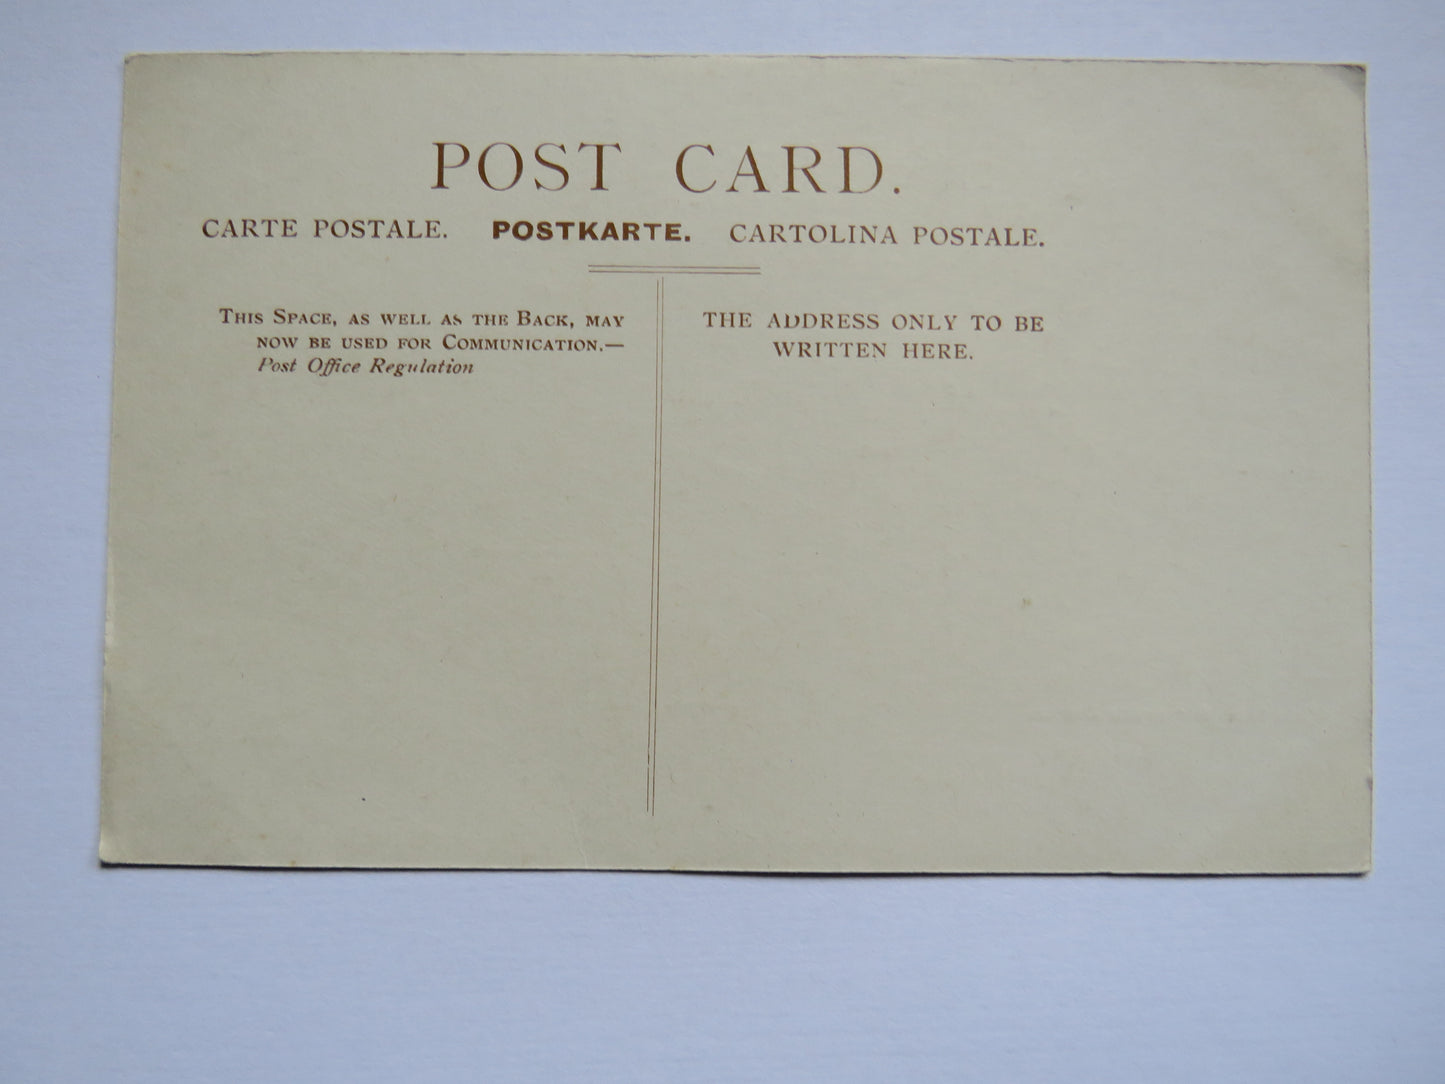 POST CARD.
CARTE POSTALE. POSTKARTE. CARTOLINA POSTALE.
THIS SPACE, AS WELL AS THE BACK, MAY
NOW BE USED FOR COMMUNICATION.—
Post Office Regulation
THE ADDRESS ONLY TO BE
WRITTEN HERE.